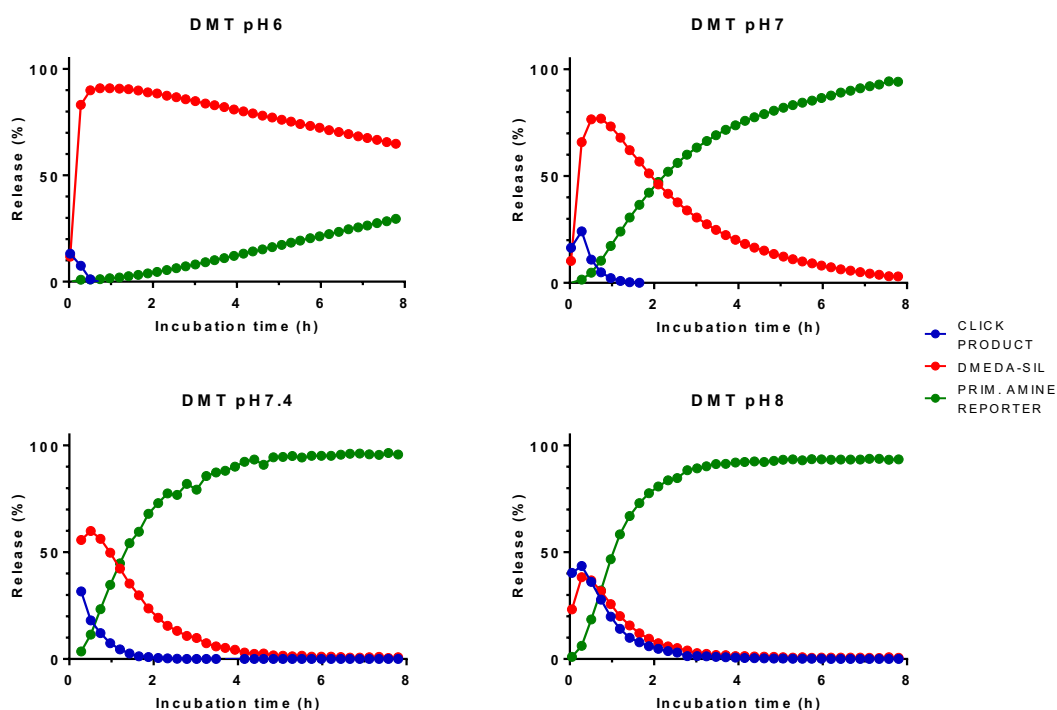 DMT pH6
100
50
0
Release (%)
0 2 4 6 8
Incubation time (h)
DMT pH7
100
50
0
Release (%)
0 2 4 6 8
Incubation time (h)
CLICK
PRODUCT
DMEDA-SIL
PRIM. AMINE
REPORTER
DMT pH7.4
100
50
0
Release (%)
0 2 4 6 8
Incubation time (h)
DMT pH8
100
50
0
Release (%)
0 2 4 6 8
Incubation time (h)